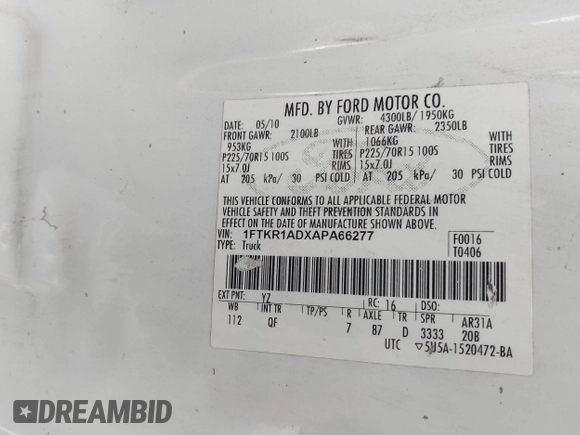 MFD. BY FORD MOTOR CO.
DATE: 05/10 GVWR: 4300LB/ 1950KG
FRONT GAWR: 2100LB REAR GAWR: 2350LB
953KG WITH 1066KG WITH
P225/70R15 100S TIRES P225/70R15 100S TIRES
15x7.0J RIMS 15x7.0J RIMS
AT 205 kPa/ 30 PSI COLD AT 205 kPa/ 30 PSI COLD
THIS VEHICLE CONFORMS TO ALL APPLICABLE FEDERAL MOTOR
VEHICLE SAFETY AND THEFT PREVENTION STANDARDS IN
EFFECT ON THE DATE OF MANUFACTURE SHOWN ABOVE.
VIN: 1FTKR1ADXAPA66277 F0016
TYPE: Truck T0406
EXT PNT: YZ RC: 16 DSO:
WB INT TR TP/PS R AXLE TR SPR AR31A
112 QF 7 87 D 3333 20B
UTC ▽5U5A-1520472-BA
DREAMBID